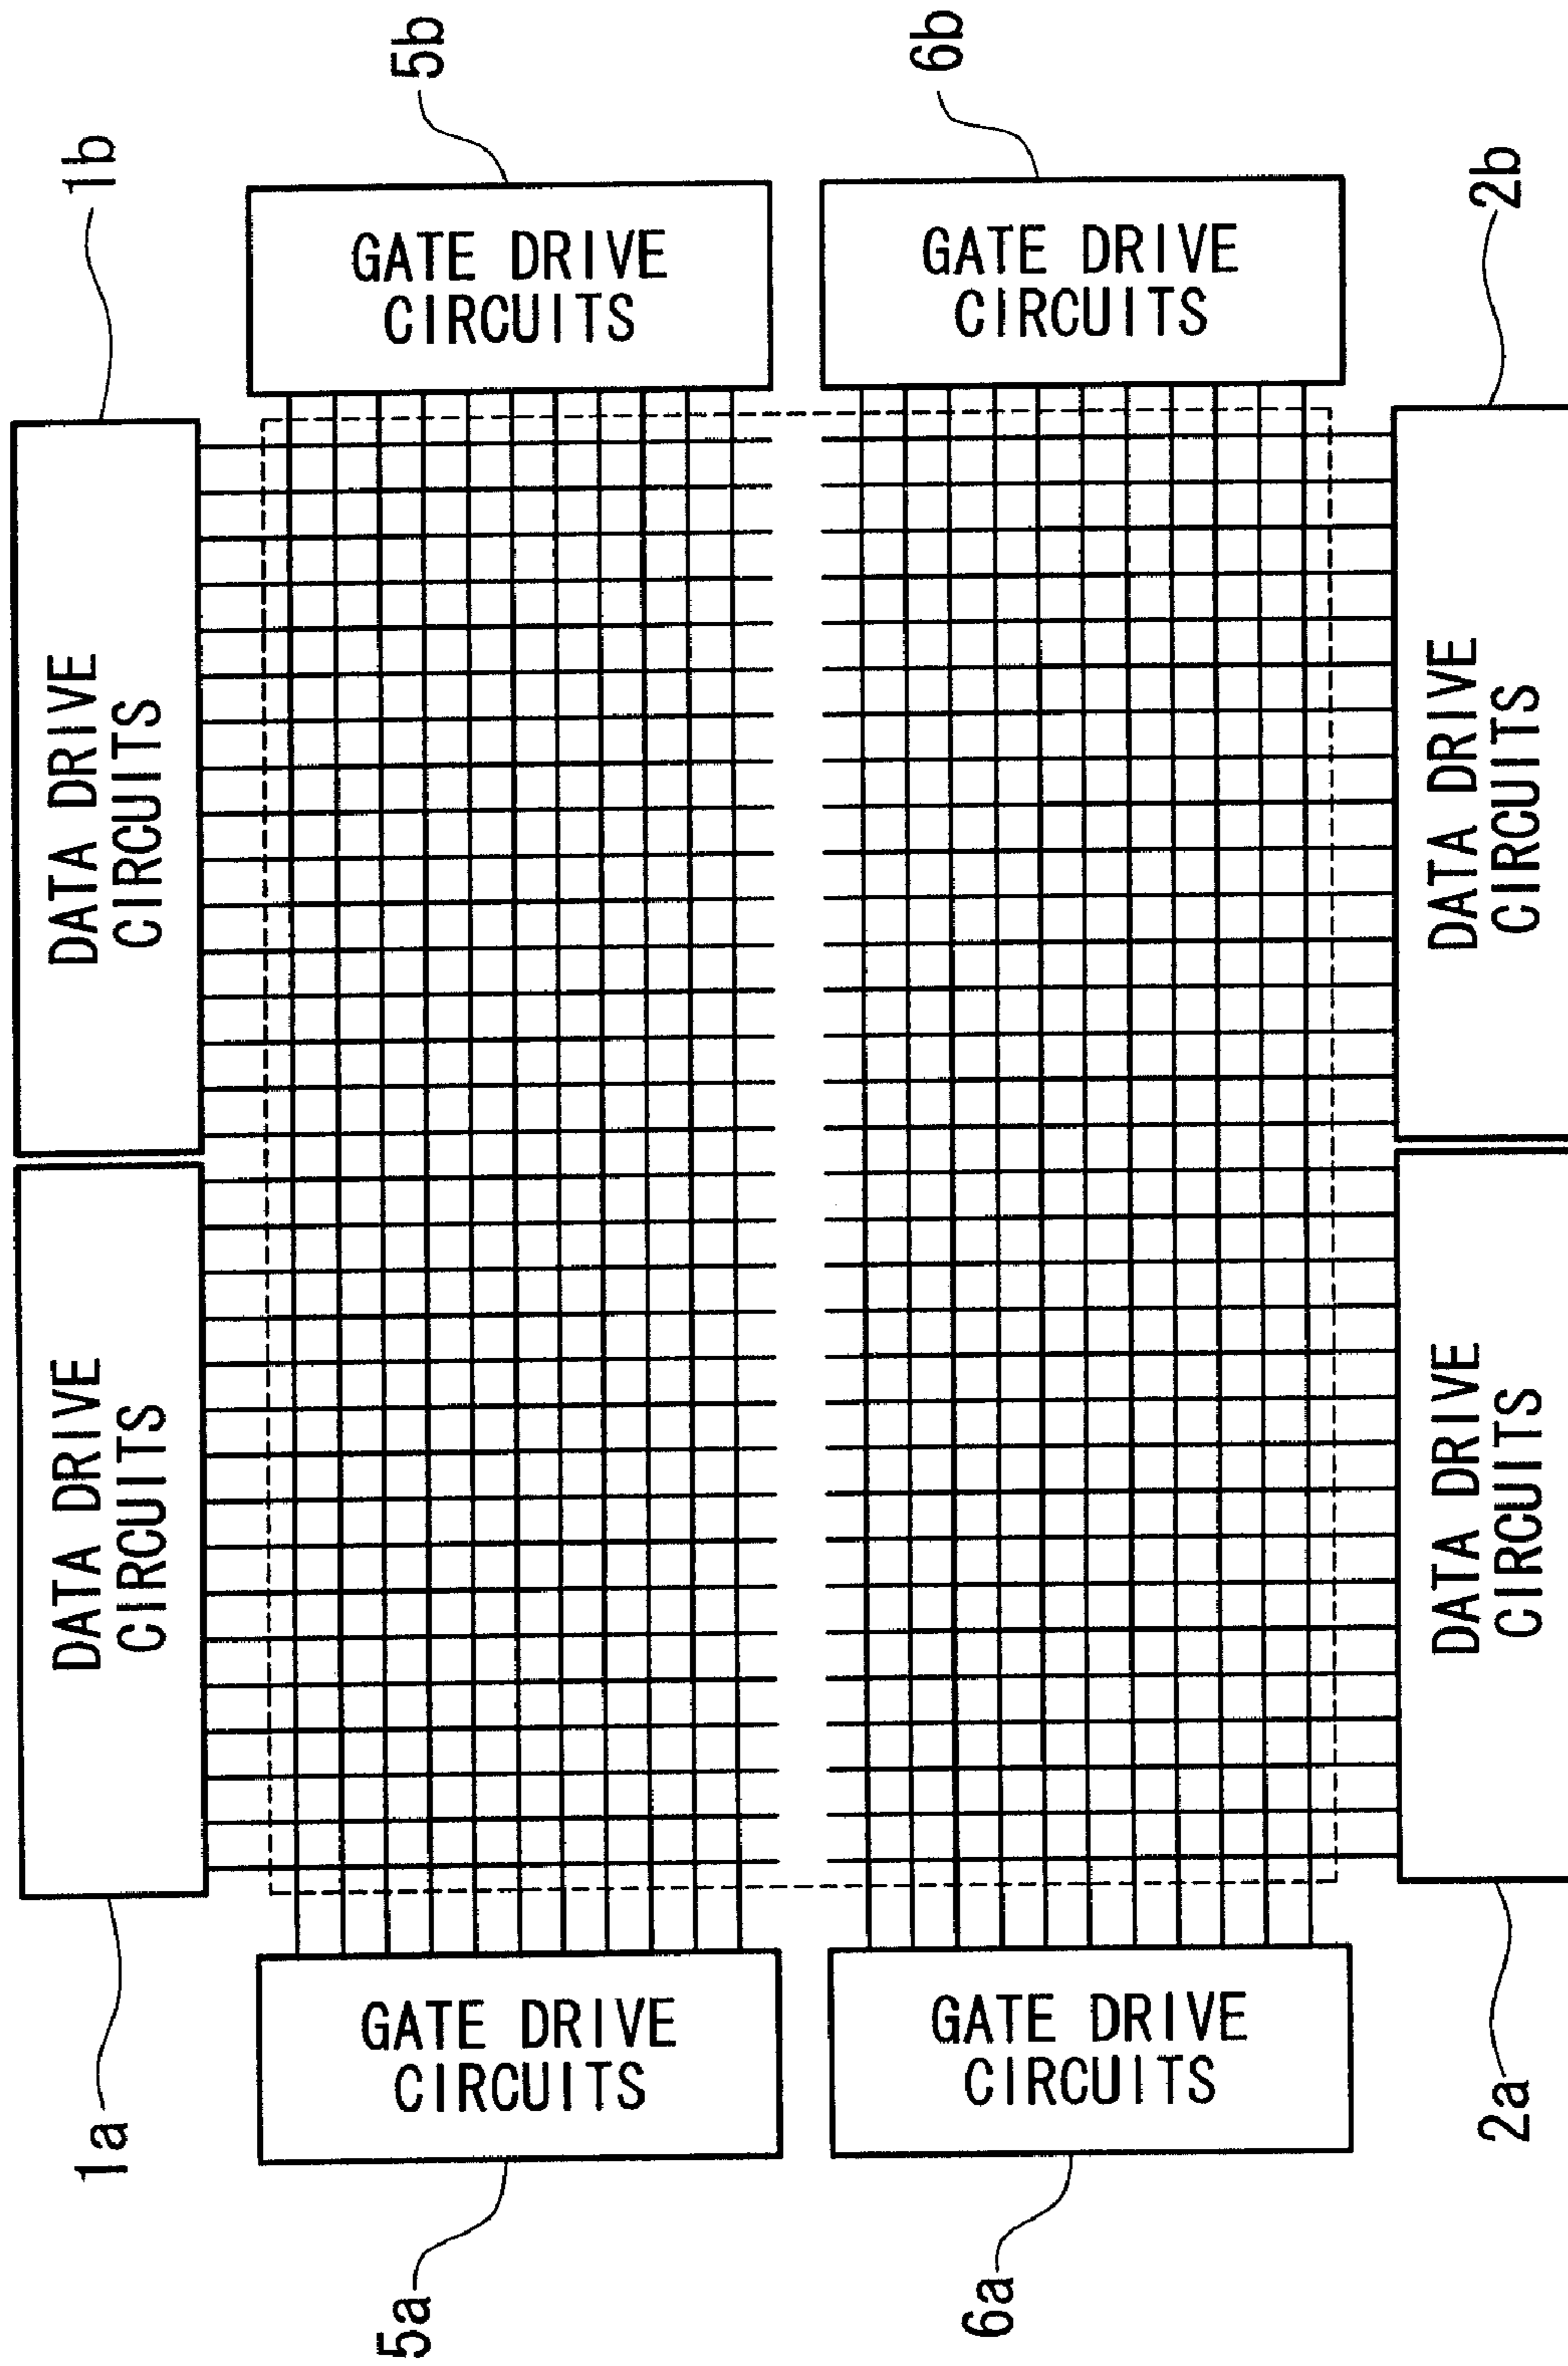 1a
1b
DATA DRIVE
CIRCUITS
DATA DRIVE
CIRCUITS
5a
GATE DRIVE
CIRCUITS
GATE DRIVE
CIRCUITS
5b
6a
GATE DRIVE
CIRCUITS
GATE DRIVE
CIRCUITS
6b
DATA DRIVE
CIRCUITS
DATA DRIVE
CIRCUITS
2a
2b